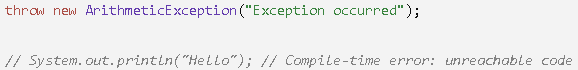 throw new ArithmeticException("Exception occurred");
// System.out.println("Hello"); // Compile-time error: unreachable code